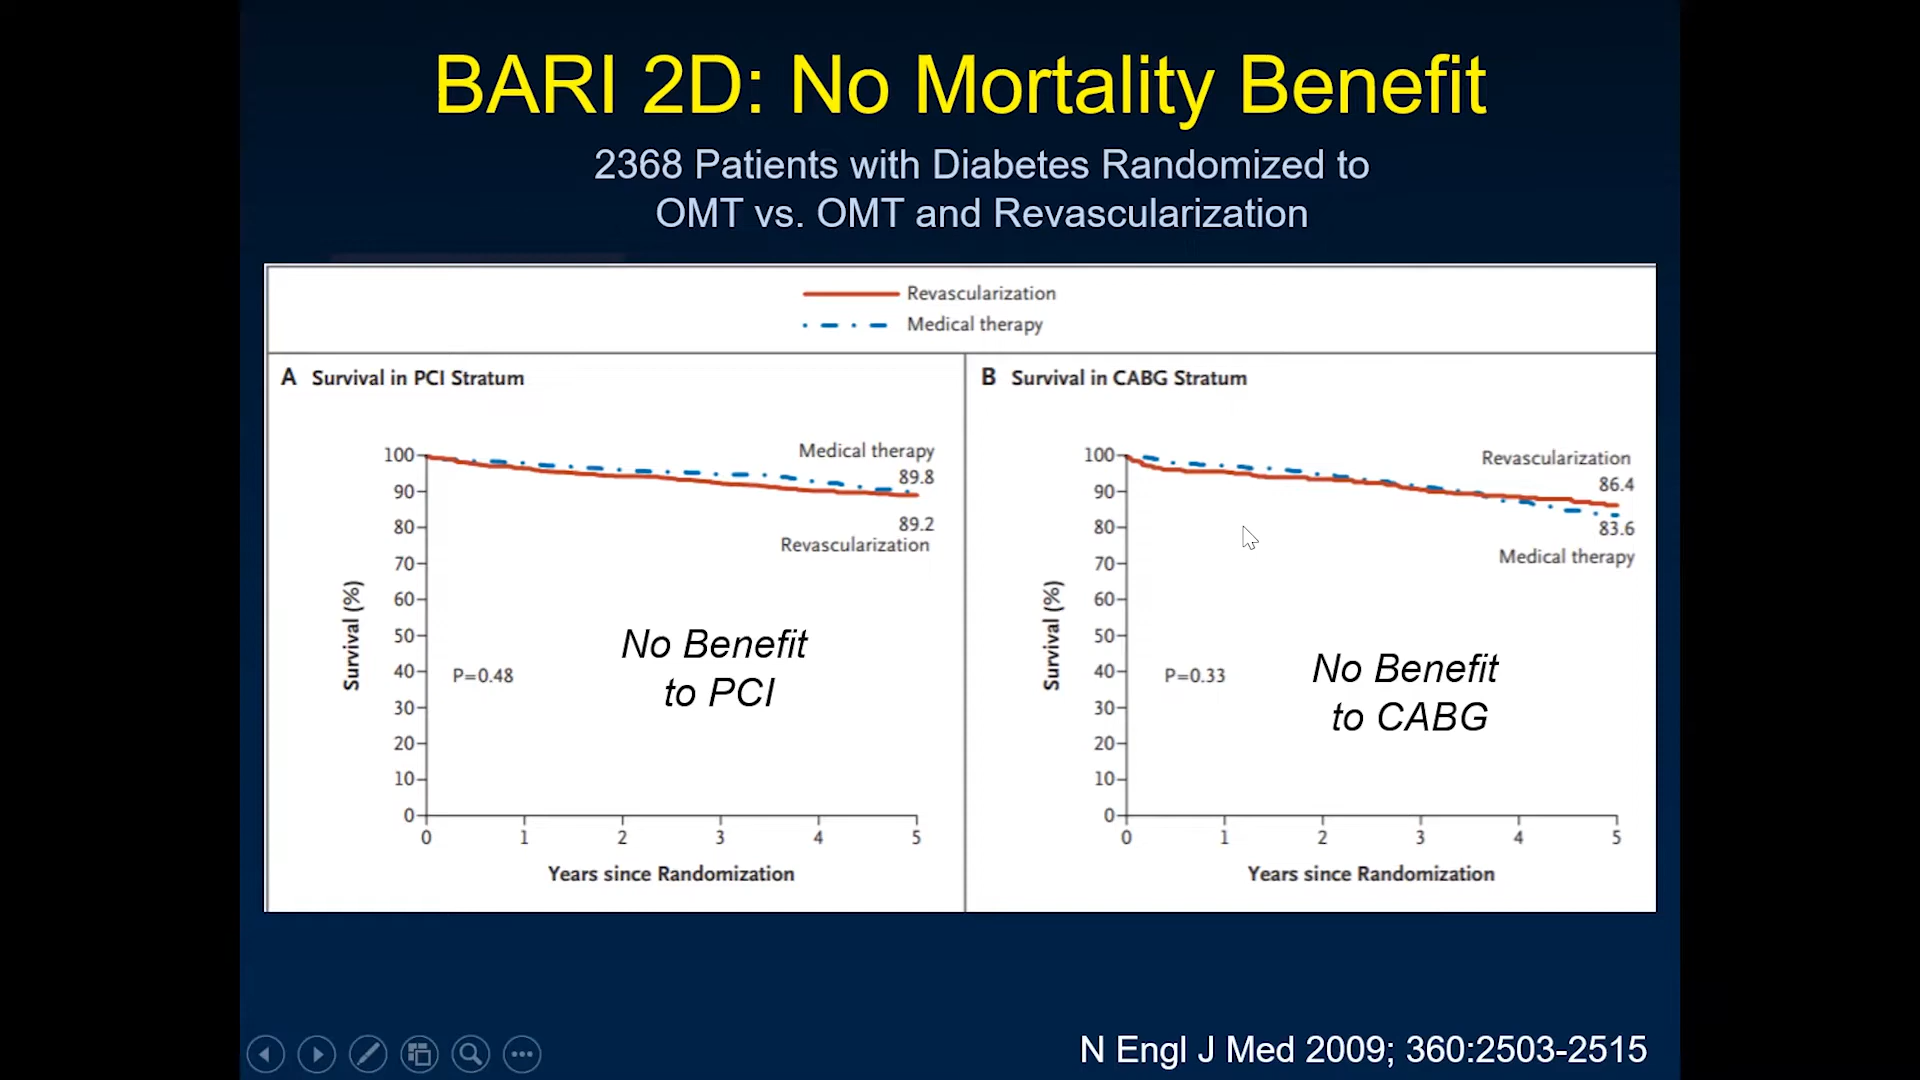 BARI 2D: No Mortality Benefit
2368 Patients with Diabetes Randomized to
OMT vs. OMT and Revascularization
Revascularization
Medical therapy
A Survival in PCI Stratum
Medical therapy
89.8
89.2
Revascularization
100
90
80
70
60
50
40
30
20
10
0
Survival (%)
P=0.48
No Benefit
to PCI
0 1 2 3 4 5
Years since Randomization
B Survival in CABG Stratum
Revascularization
86.4
83.6
Medical therapy
100
90
80
70
60
50
40
30
20
10
0
Survival (%)
P=0.33
No Benefit
to CABG
0 1 2 3 4 5
Years since Randomization
N Engl J Med 2009; 360:2503-2515